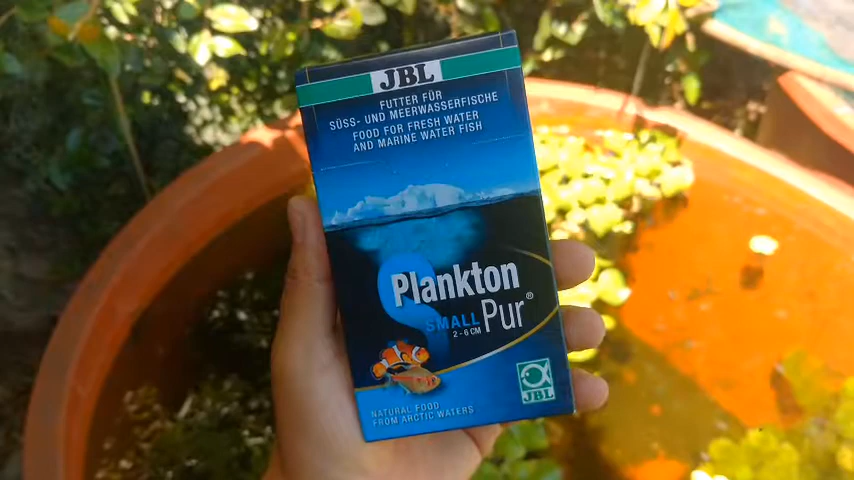 JBL
FUTTER FÜR
SÜSS- UND MEERWASSERFISCHE
FOOD FOR FRESH WATER
AND MARINE WATER FISH
S
Plankton
SMALL Pur®
2-6 CM
NATURAL FOOD
FROM ARCTIC WATERS
JBL